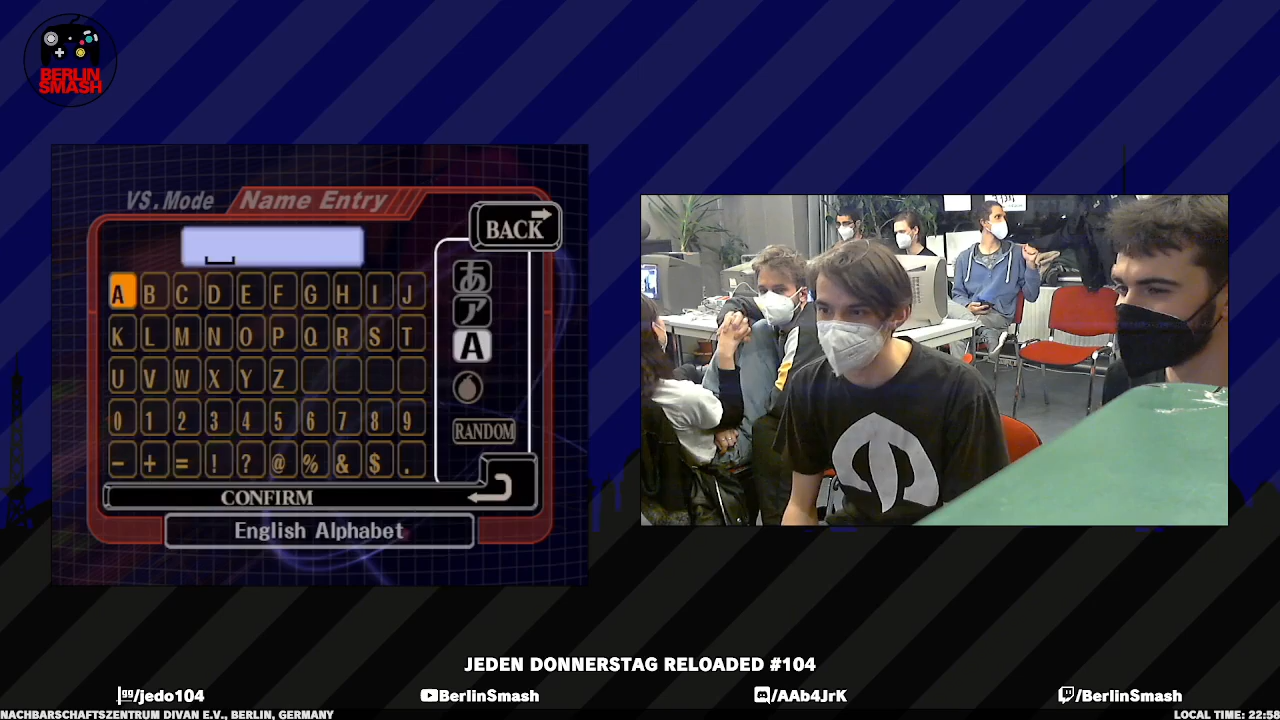 BERLIN
SMASH
VS.Mode Name Entry
BACK
A B C D E F G H I J
K L M N O P Q R S T
U V W X Y Z
0 1 2 3 4 5 6 7 8 9
- + = ! ? @ % & $ .
あ
ア
A
RANDOM
CONFIRM
English Alphabet
JEDEN DONNERSTAG RELOADED #104
gg/jedo104
BerlinSmash
/AAb4JrK
/BerlinSmash
NACHBARSCHAFTSZENTRUM DIVAN E.V., BERLIN, GERMANY
LOCAL TIME: 22:58